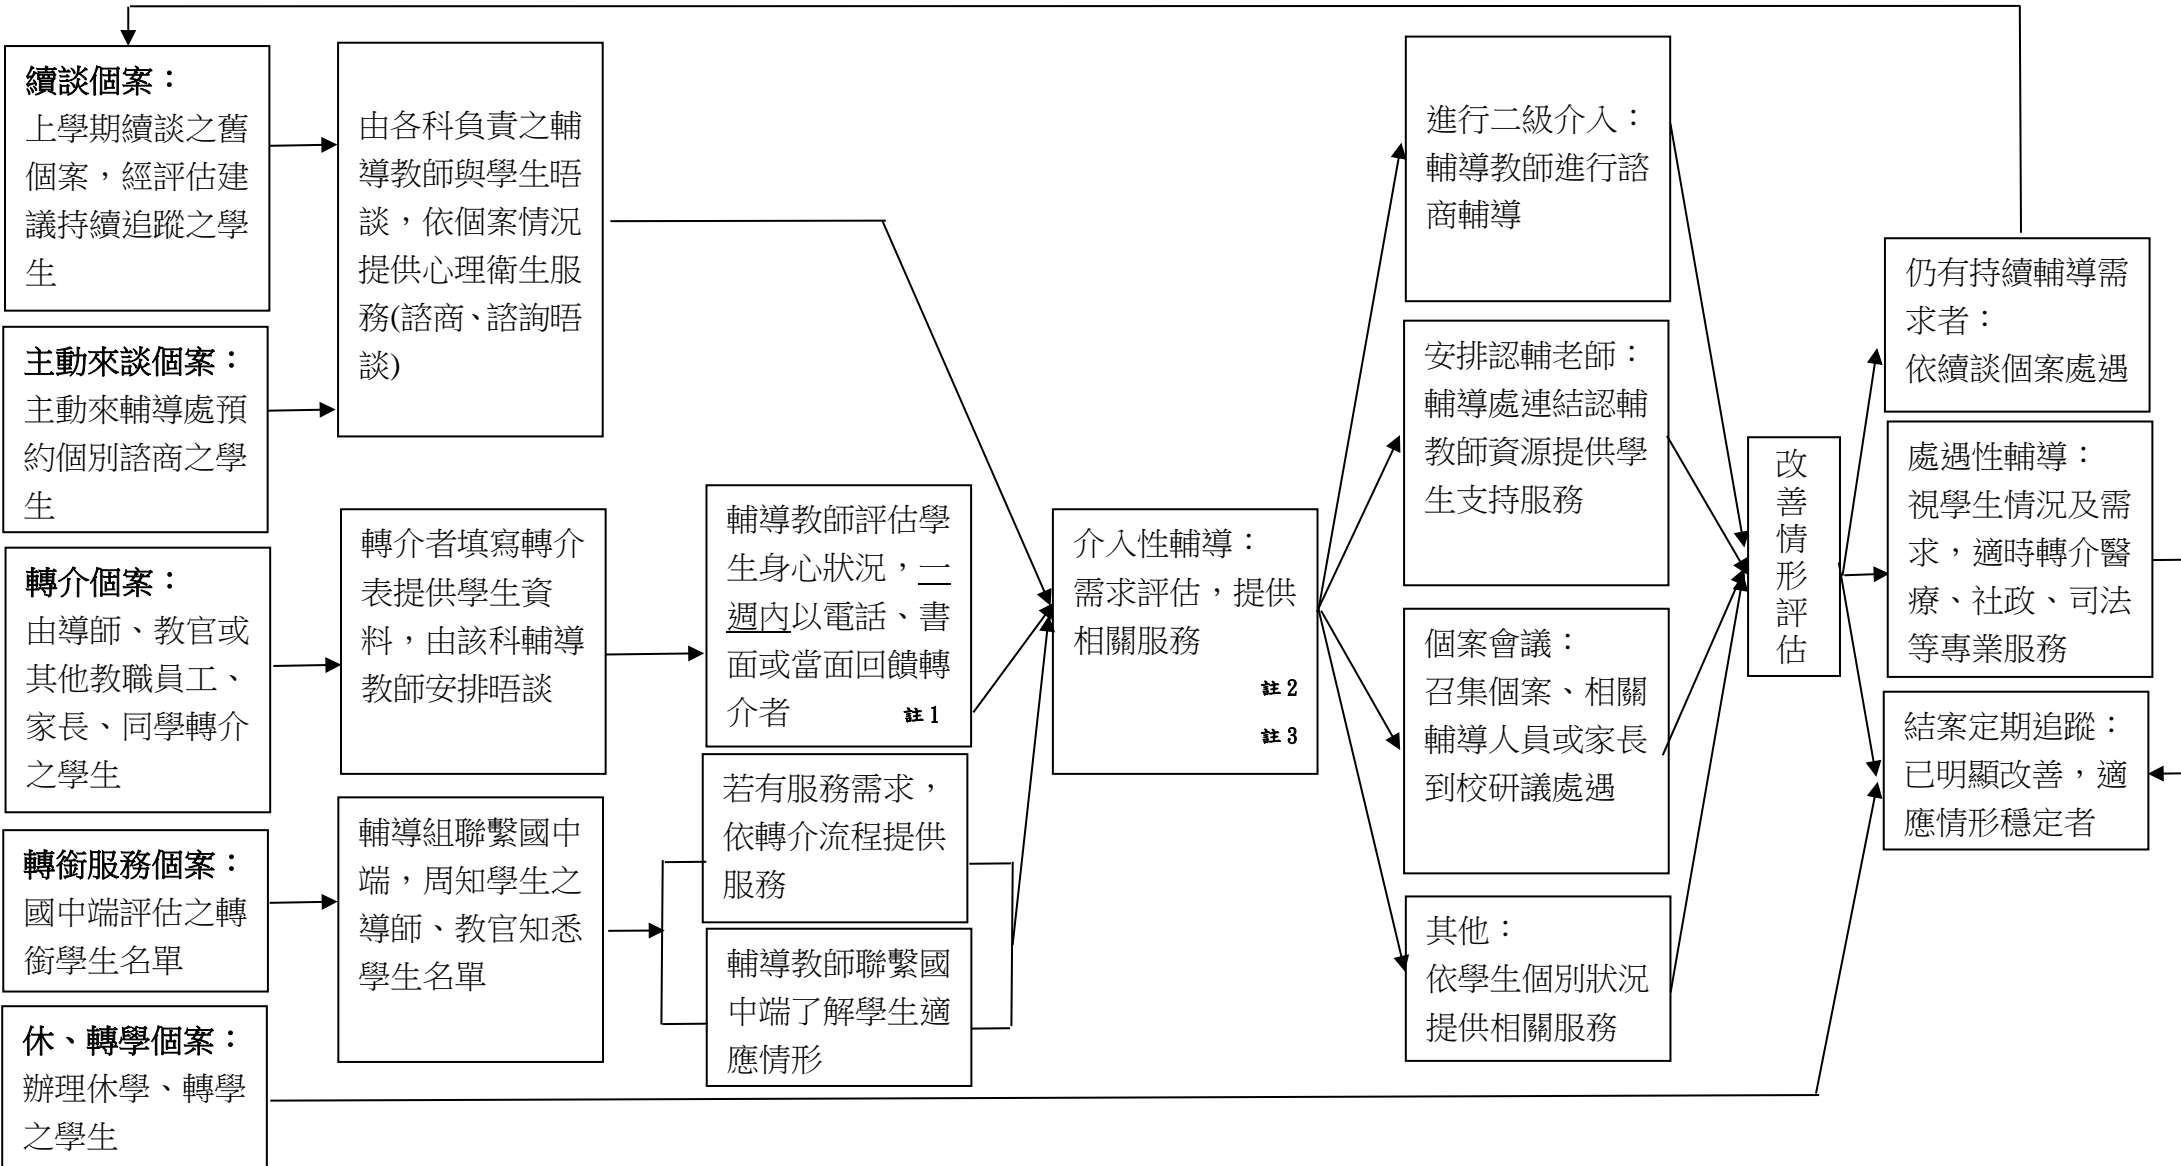 續談個案：
上學期續談之舊
個案，經評估建
議持續追蹤之學
生
主動來談個案：
主動來輔導處預
約個別諮商之學
生
轉介個案：
由導師、教官或
其他教職員工、
家長、同學轉介
之學生
轉銜服務個案：
國中端評估之轉
銜學生名單
休、轉學個案：
辦理休學、轉學
之學生
由各科負責之輔
導教師與學生晤
談，依個案情況
提供心理衛生服
務(諮商、諮詢晤
談)
轉介者填寫轉介
表提供學生資
料，由該科輔導
教師安排晤談
輔導組聯繫國中
端，周知學生之
導師、教官知悉
學生名單
輔導教師評估學
生身心狀況，一
週內以電話、書
面或當面回饋轉
介者 註1
若有服務需求，
依轉介流程提供
服務
輔導教師聯繫國
中端了解學生適
應情形
介入性輔導：
需求評估，提供
相關服務
註2
註3
進行二級介入：
輔導教師進行諮
商輔導
安排認輔老師：
輔導處連結認輔
教師資源提供學
生支持服務
個案會議：
召集個案、相關
輔導人員或家長
到校研議處遇
其他：
依學生個別狀況
提供相關服務
改
善
情
形
評
估
仍有持續輔導需
求者：
依續談個案處遇
處遇性輔導：
視學生情況及需
求，適時轉介醫
療、社政、司法
等專業服務
結案定期追蹤：
已明顯改善，適
應情形穩定者